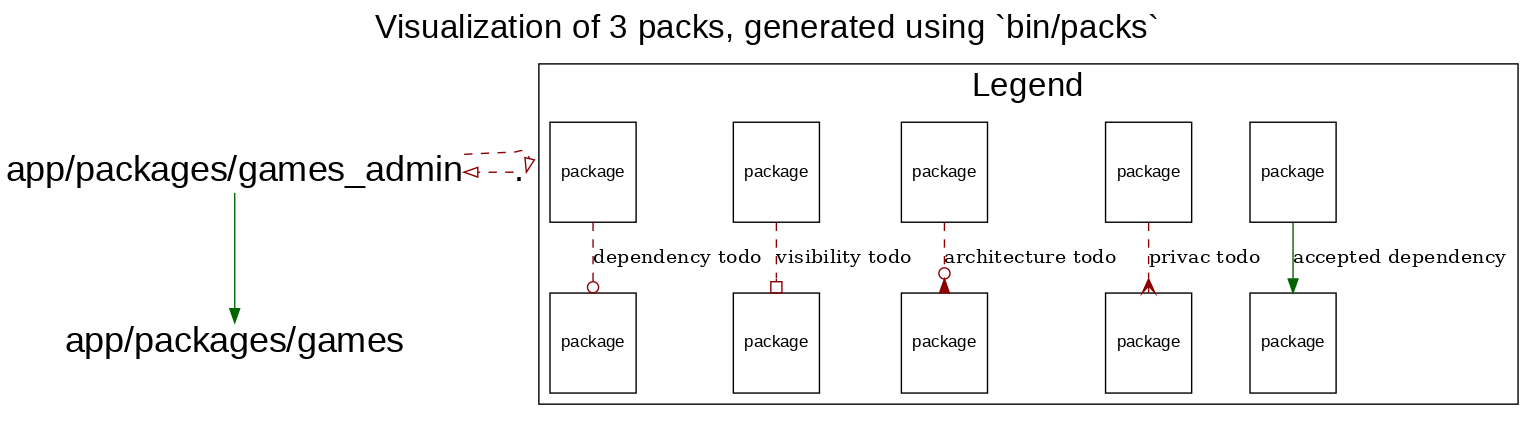 Visualization of 3 packs, generated using `bin/packs`
Legend
app/packages/games_admin
.
package
package
package
package
package
dependency todo
visibility todo
architecture todo
privac todo
accepted dependency
app/packages/games
package
package
package
package
package